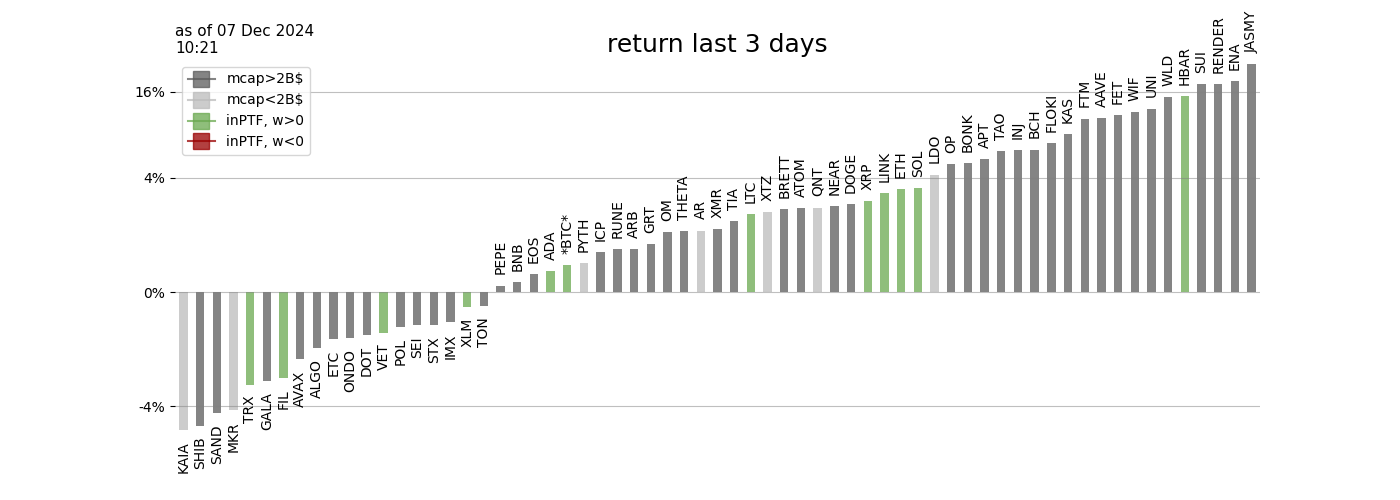 as of 07 Dec 2024
10:21
return last 3 days
mcap>2B$
mcap<2B$
inPTF, w>0
inPTF, w<0
16%
4%
0%
-4%
KAIA
SHIB
SAND
MKR
TRX
GALA
FIL
AVAX
ALGO
ETC
ONDO
DOT
VET
POL
SEI
STX
IMX
XLM
TON
PEPE
BNB
EOS
ADA
*BTC*
PYTH
ICP
RUNE
ARB
GRT
OM
THETA
AR
XMR
TIA
LTC
XTZ
BRETT
ATOM
QNT
NEAR
DOGE
XRP
LINK
ETH
SOL
LDO
OP
BONK
APT
TAO
INJ
BCH
FLOKI
KAS
FTM
AAVE
FET
WIF
UNI
WLD
HBAR
SUI
RENDER
ENA
JASMY